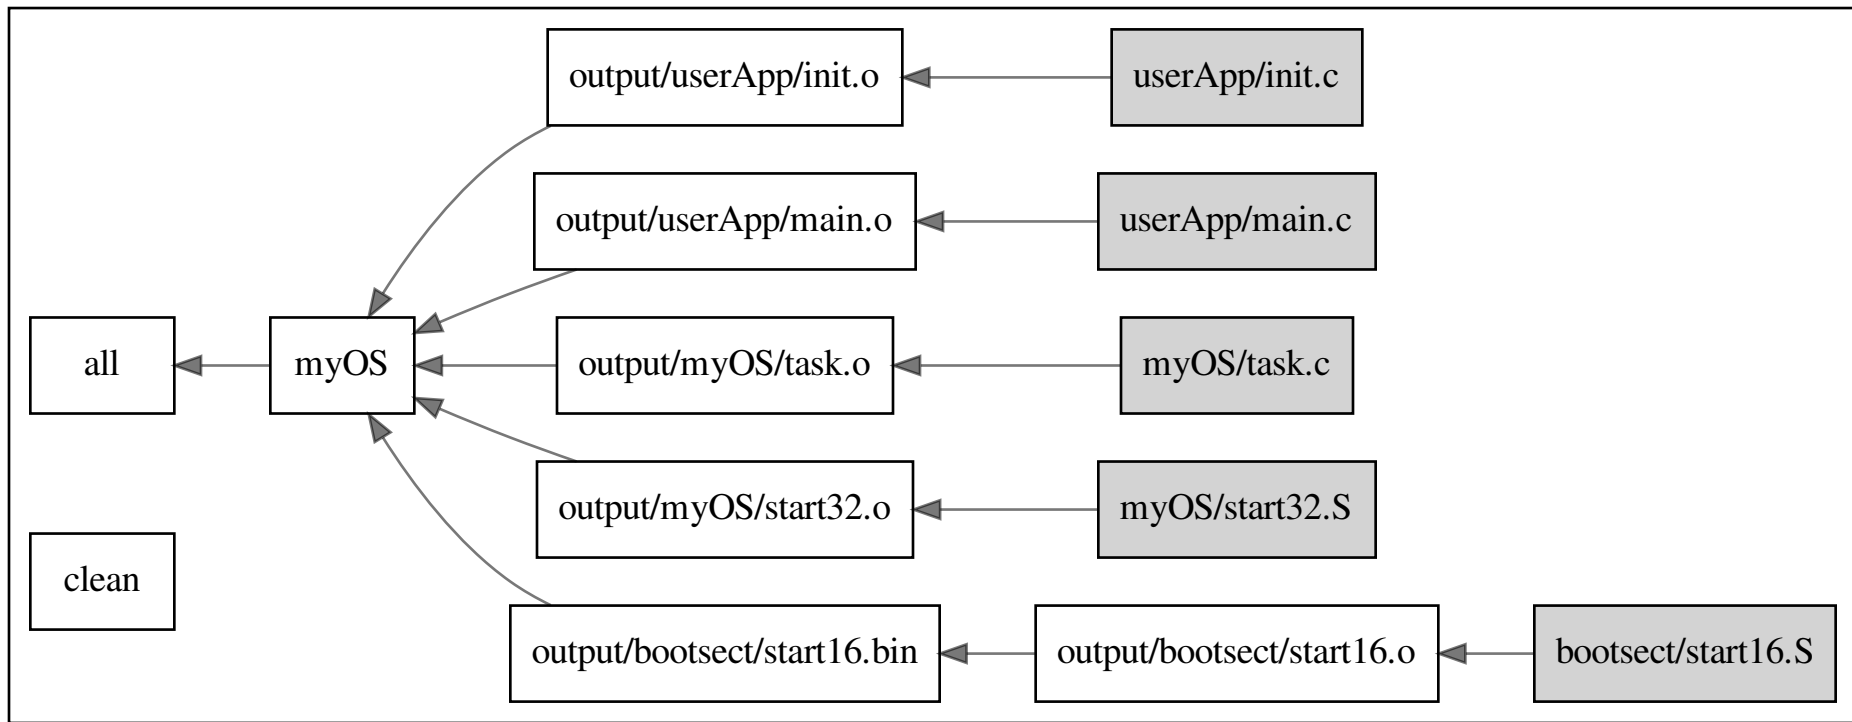 output/userApp/init.o
userApp/init.c
output/userApp/main.o
userApp/main.c
all
myOS
output/myOS/task.o
myOS/task.c
output/myOS/start32.o
myOS/start32.S
clean
output/bootsect/start16.bin
output/bootsect/start16.o
bootsect/start16.S